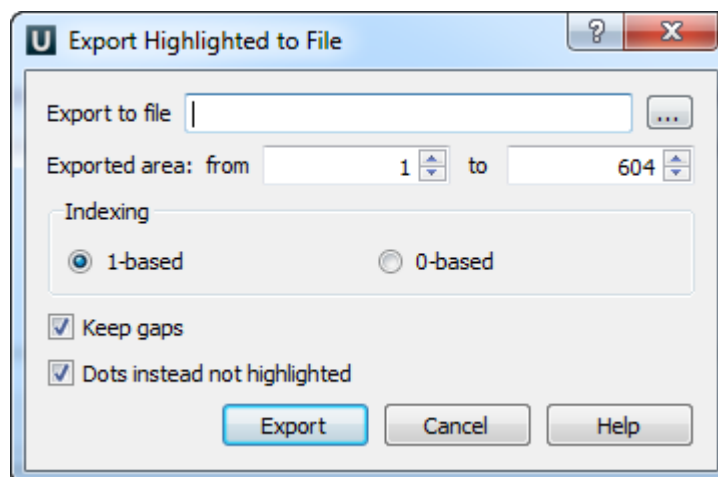 U Export Highlighted to File ? X
Export to file ...
Exported area: from 1 to 604
Indexing
1-based 0-based
Keep gaps
Dots instead not highlighted
Export Cancel Help